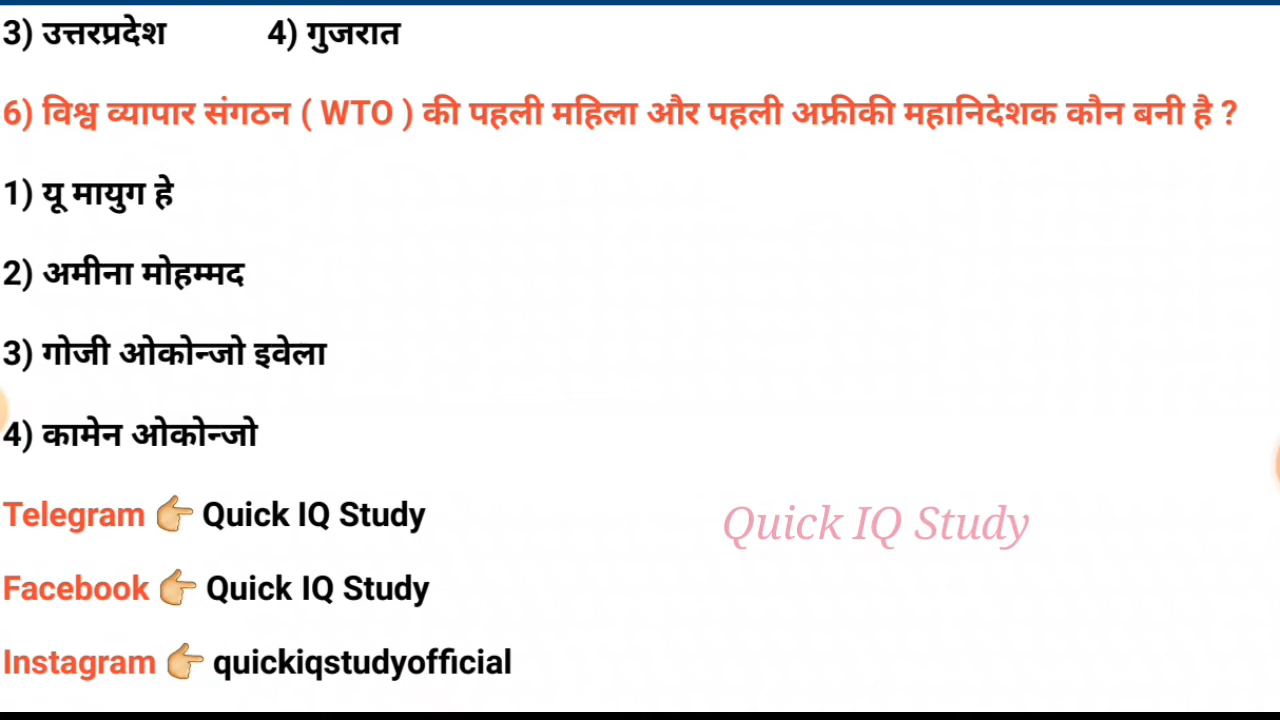 3) उत्तरप्रदेश 4) गुजरात
6) विश्व व्यापार संगठन ( WTO ) की पहली महिला और पहली अफ्रीकी महानिदेशक कौन बनी है ?
1) यू मायुग हे
2) अमीना मोहम्मद
3) गोजी ओकोन्जो इवेला
4) कामेन ओकोन्जो
Telegram 👉 Quick IQ Study
Quick IQ Study
Facebook 👉 Quick IQ Study
Instagram 👉 quickiqstudyofficial